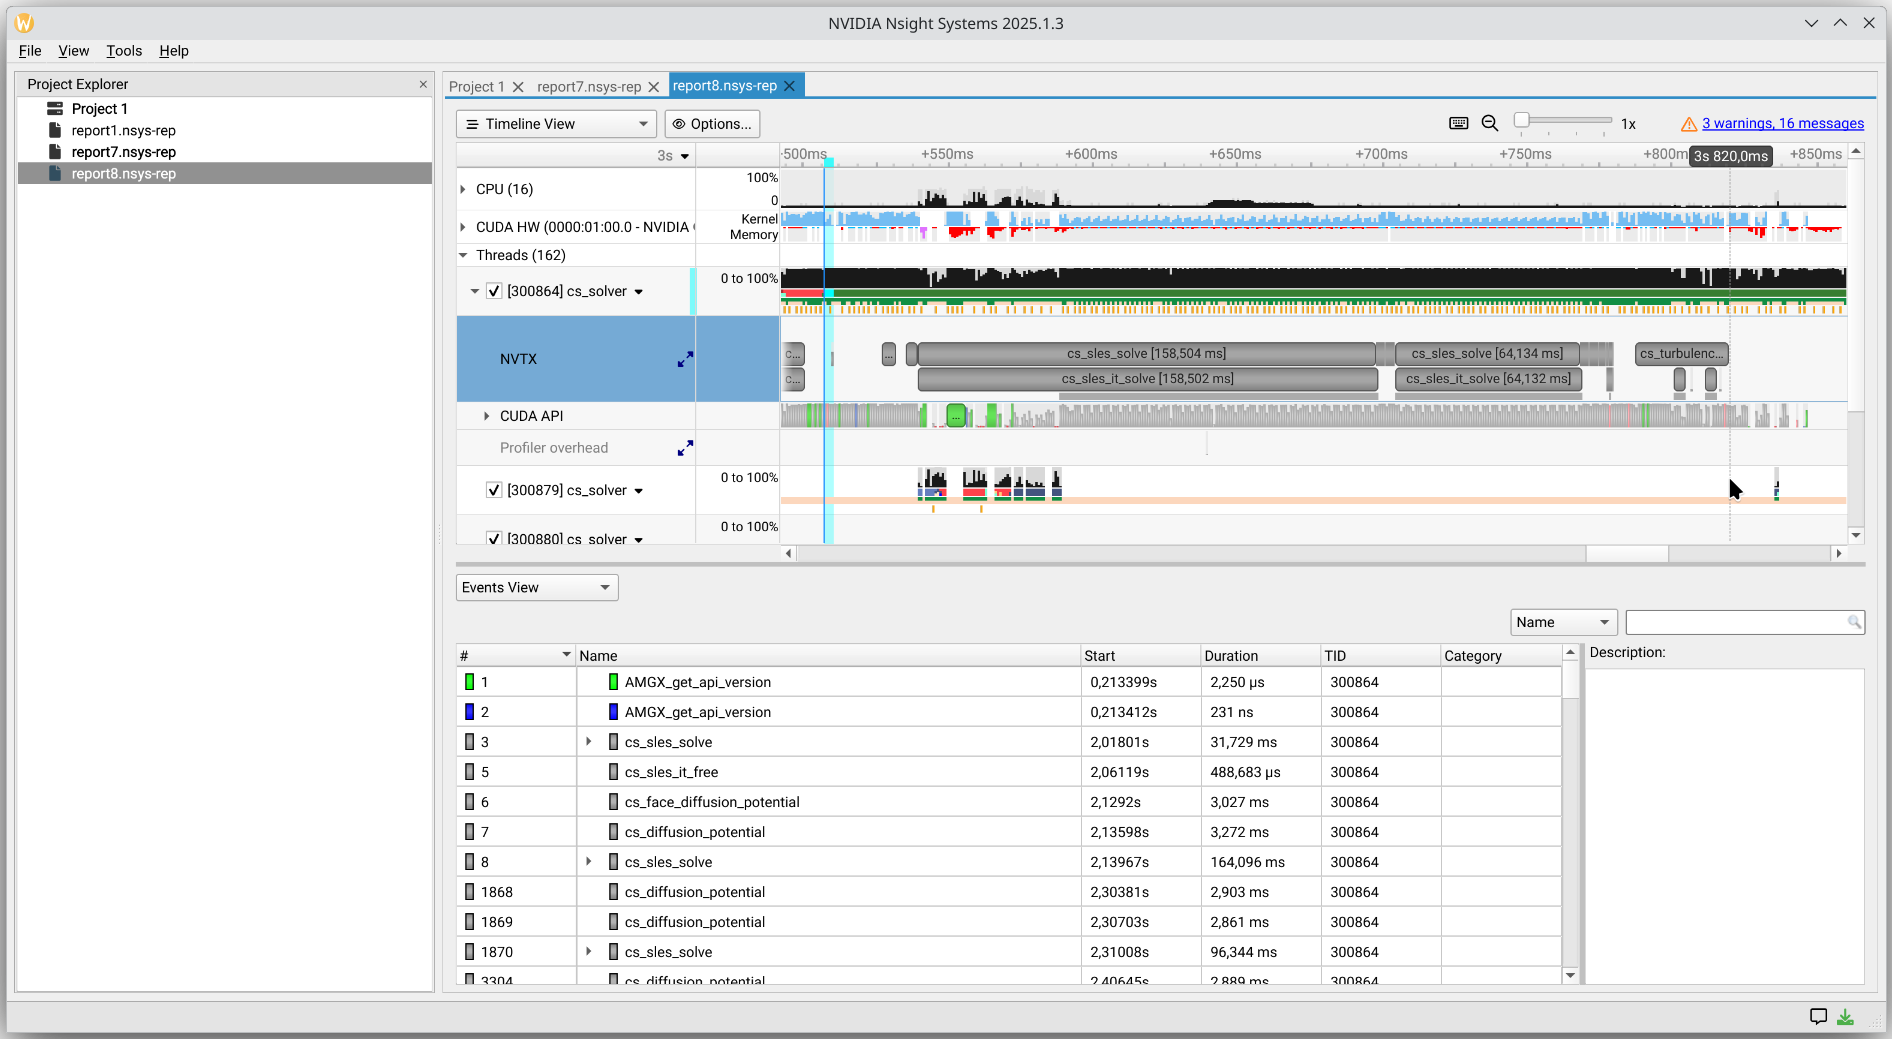 NVIDIA Nsight Systems 2025.1.3
File View Tools Help
Project Explorer
Project 1
report1.nsys-rep
report7.nsys-rep
report8.nsys-rep
Project 1 report7.nsys-rep report8.nsys-rep
Timeline View Options... 1x 3 warnings, 16 messages
3s -500ms +550ms +600ms +650ms +700ms +750ms +800m 3s 820,0ms +850ms
CPU (16) 100%
0
CUDA HW (0000:01:00.0 - NVIDIA Kernel
Memory
Threads (162)
[300864] cs_solver 0 to 100%
NVTX
c... ... cs_sles_solve [158,504 ms] cs_sles_solve [64,134 ms] cs_turbulenc...
c... cs_sles_it_solve [158,502 ms] cs_sles_it_solve [64,132 ms]
CUDA API ...
Profiler overhead
[300879] cs_solver 0 to 100%
[300880] cs_solver 0 to 100%
Events View
Name
# Name Start Duration TID Category Description:
1 AMGX_get_api_version 0,213399s 2,250 µs 300864
2 AMGX_get_api_version 0,213412s 231 ns 300864
3 cs_sles_solve 2,01801s 31,729 ms 300864
5 cs_sles_it_free 2,06119s 488,683 µs 300864
6 cs_face_diffusion_potential 2,1292s 3,027 ms 300864
7 cs_diffusion_potential 2,13598s 3,272 ms 300864
8 cs_sles_solve 2,13967s 164,096 ms 300864
1868 cs_diffusion_potential 2,30381s 2,903 ms 300864
1869 cs_diffusion_potential 2,30703s 2,861 ms 300864
1870 cs_sles_solve 2,31008s 96,344 ms 300864
3304 cs_diffusion_potential 2,40645s 2,889 ms 300864